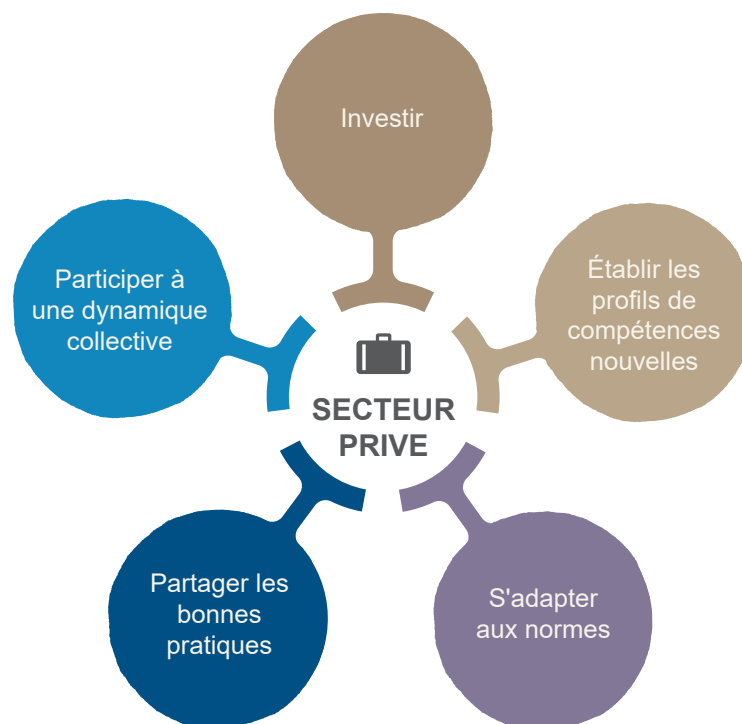 Investir
Établir les
profils de
compétences
nouvelles
S'adapter
aux normes
Partager les
bonnes
pratiques
Participer à
une dynamique
collective
SECTEUR
PRIVE